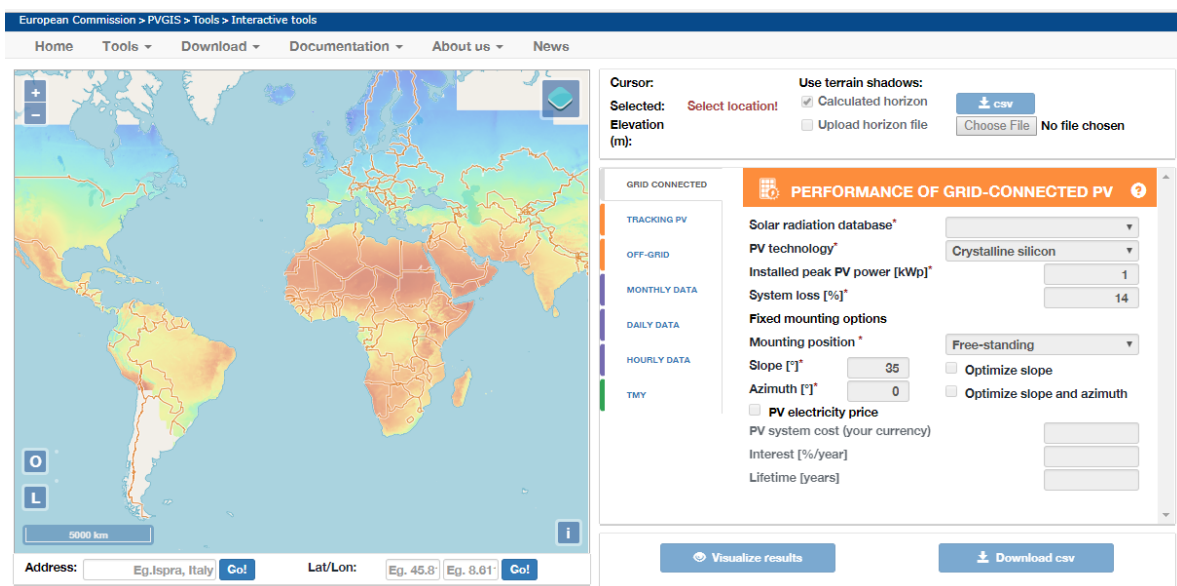 European Commission > PVGIS > Tools > Interactive tools
Home Tools Download Documentation About us News
+
−
O
L
5000 km
i
Address: Eg.Ispra, Italy Go! Lat/Lon: Eg. 45.8 Eg. 8.61 Go!
Cursor: Use terrain shadows:
Selected: Select location! Calculated horizon csv
Elevation (m): Upload horizon file Choose File No file chosen
GRID CONNECTED
TRACKING PV
OFF-GRID
MONTHLY DATA
DAILY DATA
HOURLY DATA
TMY
PERFORMANCE OF GRID-CONNECTED PV ?
Solar radiation database*
PV technology* Crystalline silicon
Installed peak PV power [kWp]* 1
System loss [%]* 14
Fixed mounting options
Mounting position * Free-standing
Slope [°]* 35 Optimize slope
Azimuth [°]* 0 Optimize slope and azimuth
PV electricity price
PV system cost (your currency)
Interest [%/year]
Lifetime [years]
Visualize results Download csv